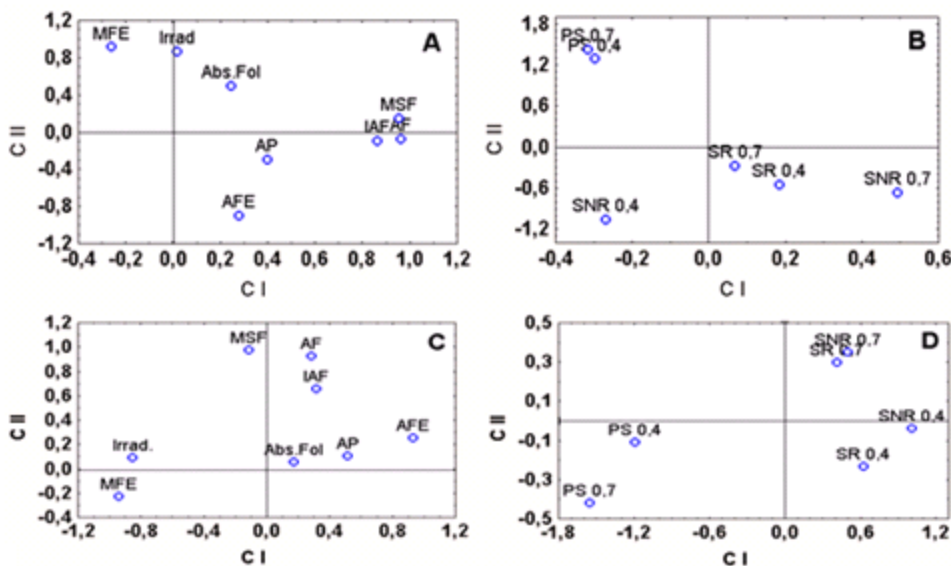 A
1,2
0,8
0,4
0,0
-0,4
-0,8
-1,2
C II
MFE
Irrad
Abs.Fol
MSF
IAF
AF
AP
AFE
-0,4 -0,2 0,0 0,2 0,4 0,6 0,8 1,0 1,2
C I
B
1,8
1,2
0,6
0,0
-0,6
-1,2
C II
PS 0,7
PS 0,4
SR 0,7
SR 0,4
SNR 0,7
SNR 0,4
-0,4 -0,2 0,0 0,2 0,4 0,6
C I
C
1,2
1,0
0,8
0,6
0,4
0,2
0,0
-0,2
-0,4
C II
MSF
AF
IAF
AFE
Abs.Fol
AP
Irrad.
MFE
-1,2 -0,8 -0,4 0,0 0,4 0,8 1,2
C I
D
0,5
0,3
0,1
-0,1
-0,3
-0,5
C II
SNR 0,7
SR 0,7
SNR 0,4
PS 0,4
SR 0,4
PS 0,7
-1,8 -1,2 -0,6 0,0 0,6 1,2
C I